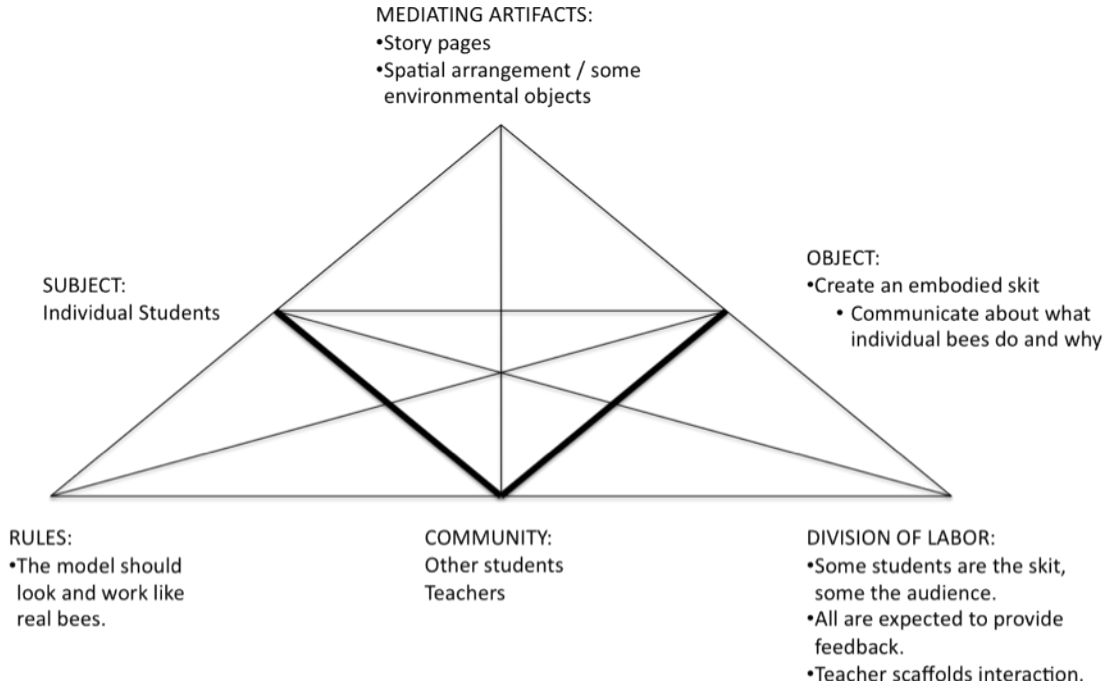 MEDIATING ARTIFACTS:
•Story pages
•Spatial arrangement / some
environmental objects
SUBJECT:
Individual Students
OBJECT:
•Create an embodied skit
• Communicate about what
individual bees do and why
RULES:
•The model should
look and work like
real bees.
COMMUNITY:
Other students
Teachers
DIVISION OF LABOR:
•Some students are the skit,
some the audience.
•All are expected to provide
feedback.
•Teacher scaffolds interaction.